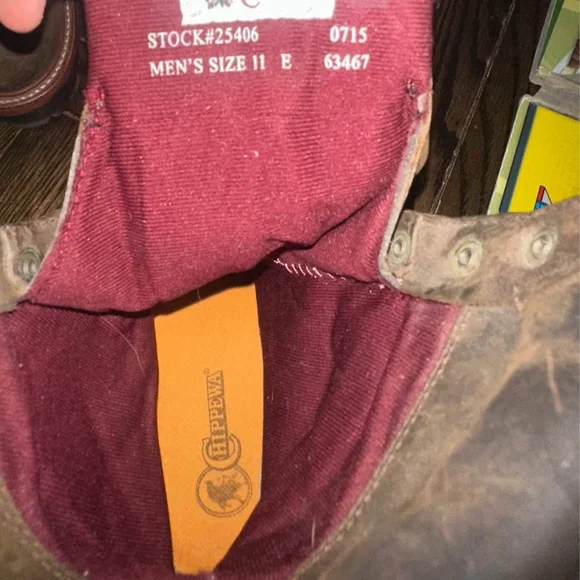 STOCK#25406 0715
MEN'S SIZE 11 E 63467
CHIPPEWA